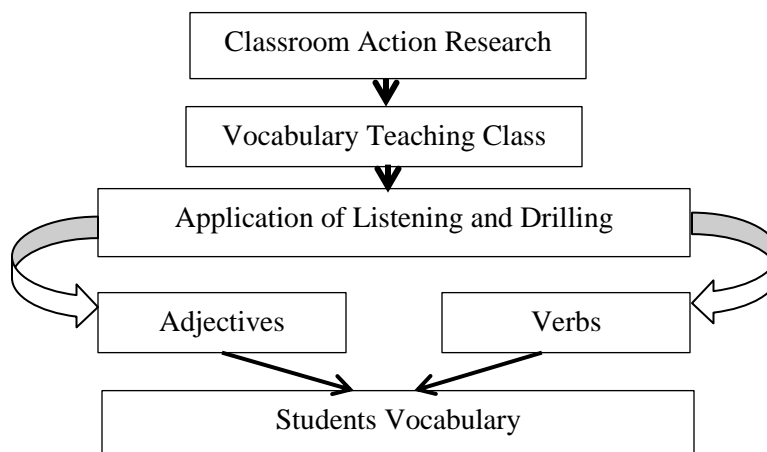 Classroom Action Research
Vocabulary Teaching Class
Application of Listening and Drilling
Adjectives
Verbs
Students Vocabulary